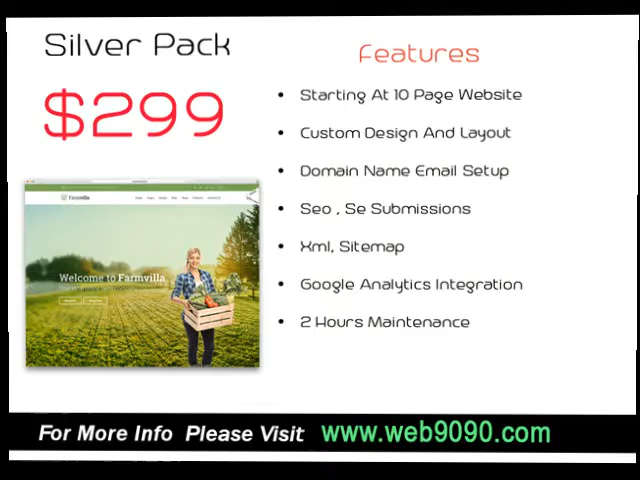 Silver Pack
$299
Features
• Starting At 10 Page Website
• Custom Design And Layout
• Domain Name Email Setup
• Seo , Se Submissions
• Xml, Sitemap
• Google Analytics Integration
• 2 Hours Maintenance
Farmvilla
Welcome to Farmvilla
For More Info Please Visit www.web9090.com